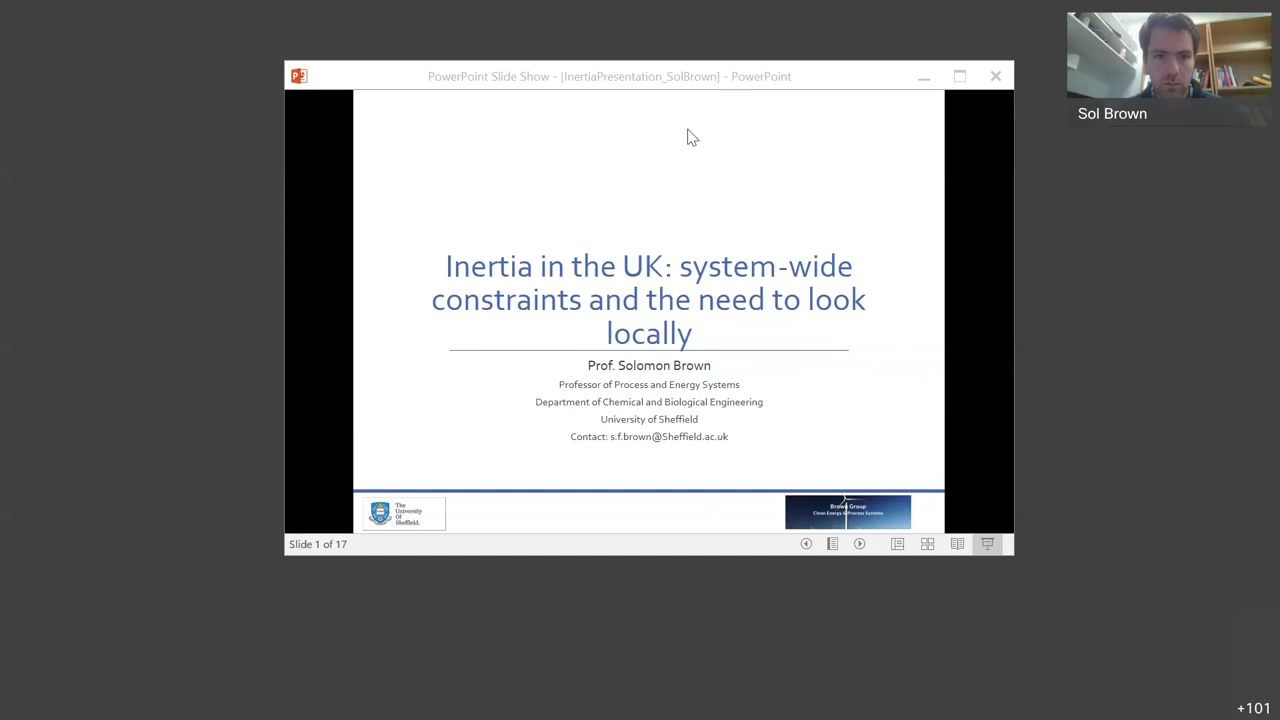 PowerPoint Slide Show - [InertiaPresentation_SolBrown] - PowerPoint
Sol Brown
Inertia in the UK: system-wide
constraints and the need to look
locally
Prof. Solomon Brown
Professor of Process and Energy Systems
Department of Chemical and Biological Engineering
University of Sheffield
Contact: s.f.brown@Sheffield.ac.uk
The
University
Of
Sheffield.
Brown Group
Clean Energy & Process Systems
Slide 1 of 17
+101